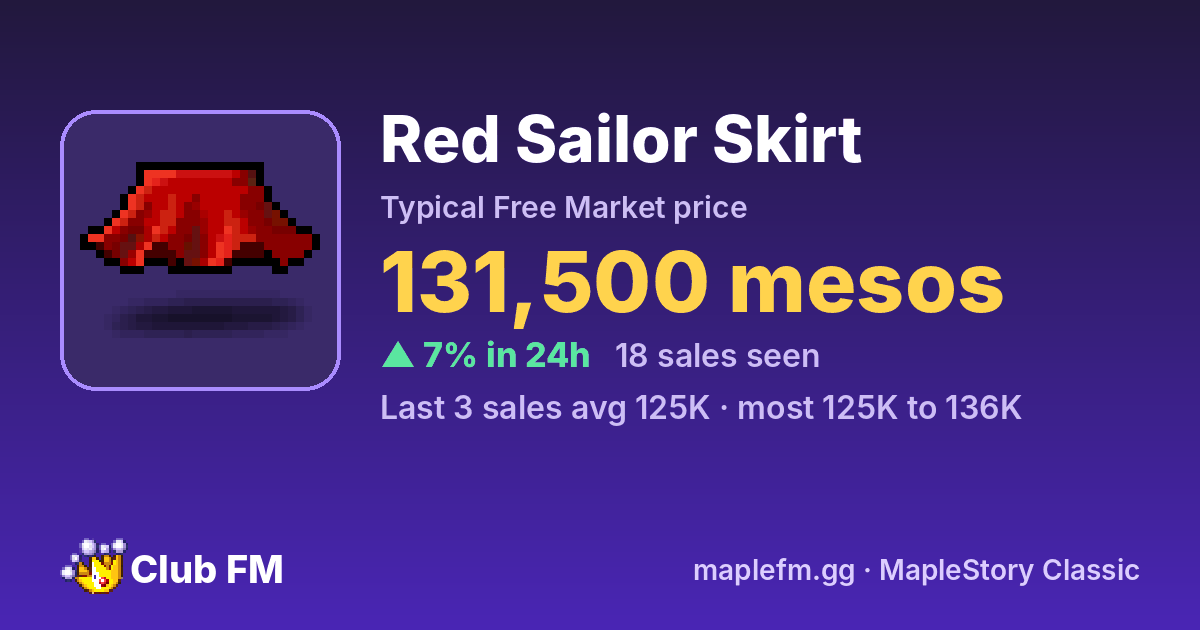 Red Sailor Skirt
Typical Free Market price
131,500 mesos
▲ 7% in 24h 18 sales seen
Last 3 sales avg 125K · most 125K to 136K
Club FM
maplefm.gg · MapleStory Classic